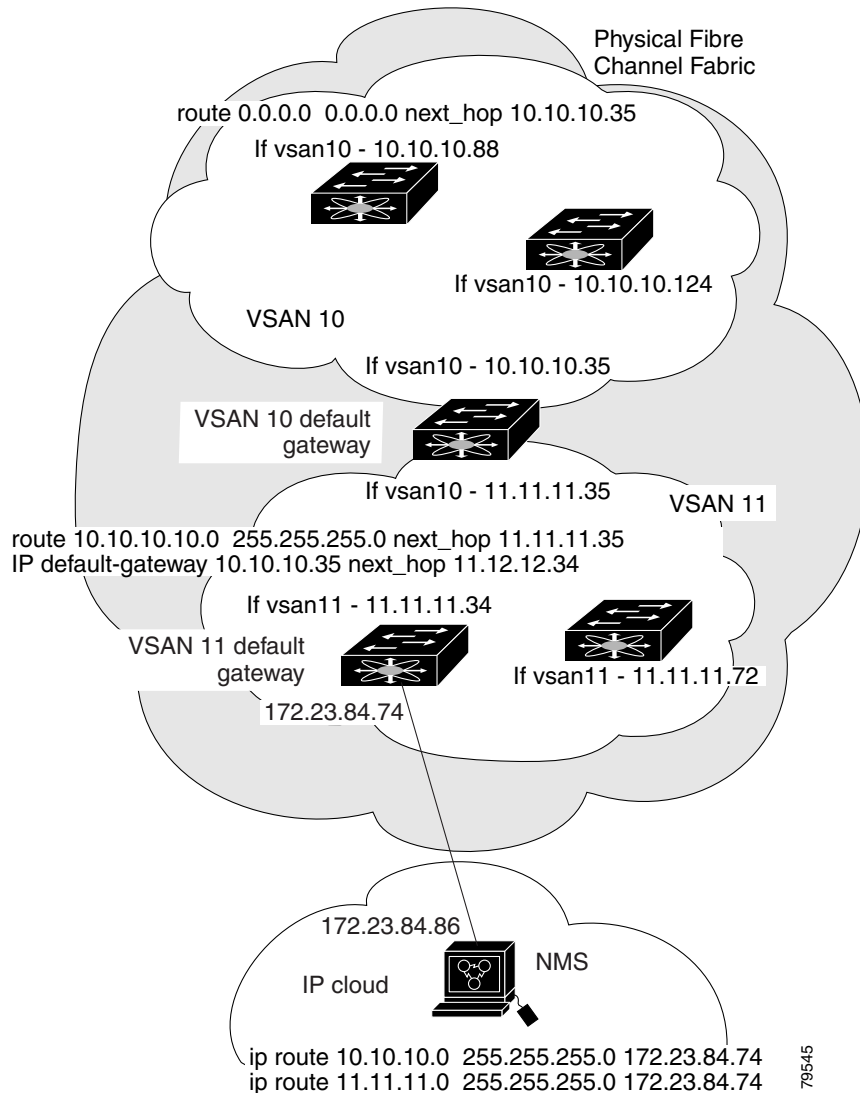 Physical Fibre
Channel Fabric
route 0.0.0.0  0.0.0.0 next_hop 10.10.10.35
If vsan10 - 10.10.10.88
If vsan10 - 10.10.10.124
VSAN 10
If vsan10 - 10.10.10.35
VSAN 10 default
gateway
If vsan10 - 11.11.11.35
VSAN 11
route 10.10.10.10.0  255.255.255.0 next_hop 11.11.11.35
IP default-gateway 10.10.10.35 next_hop 11.12.12.34
If vsan11 - 11.11.11.34
VSAN 11 default
gateway
If vsan11 - 11.11.11.72
172.23.84.74
172.23.84.86
NMS
IP cloud
ip route 10.10.10.0  255.255.255.0 172.23.84.74
ip route 11.11.11.0  255.255.255.0 172.23.84.74
79545